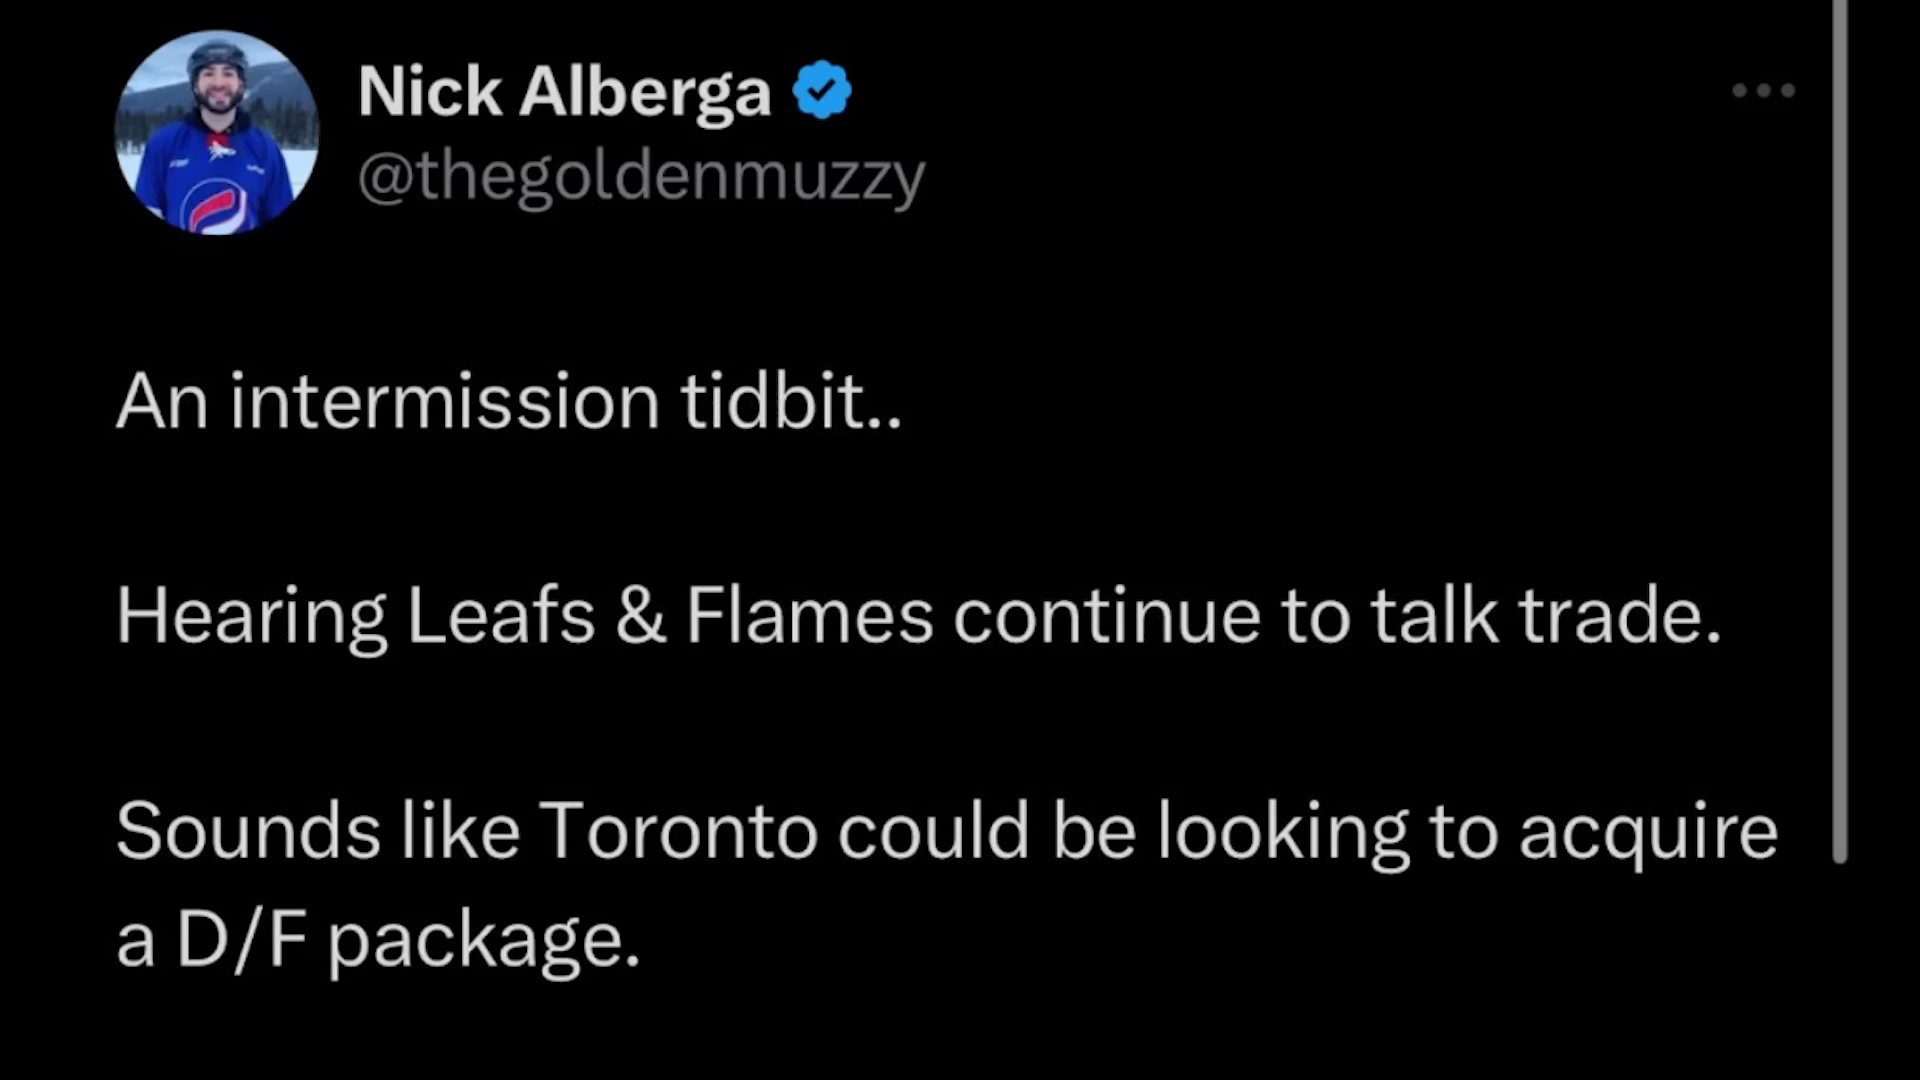 Nick Alberga
@thegoldenmuzzy
An intermission tidbit..
Hearing Leafs & Flames continue to talk trade.
Sounds like Toronto could be looking to acquire
a D/F package.